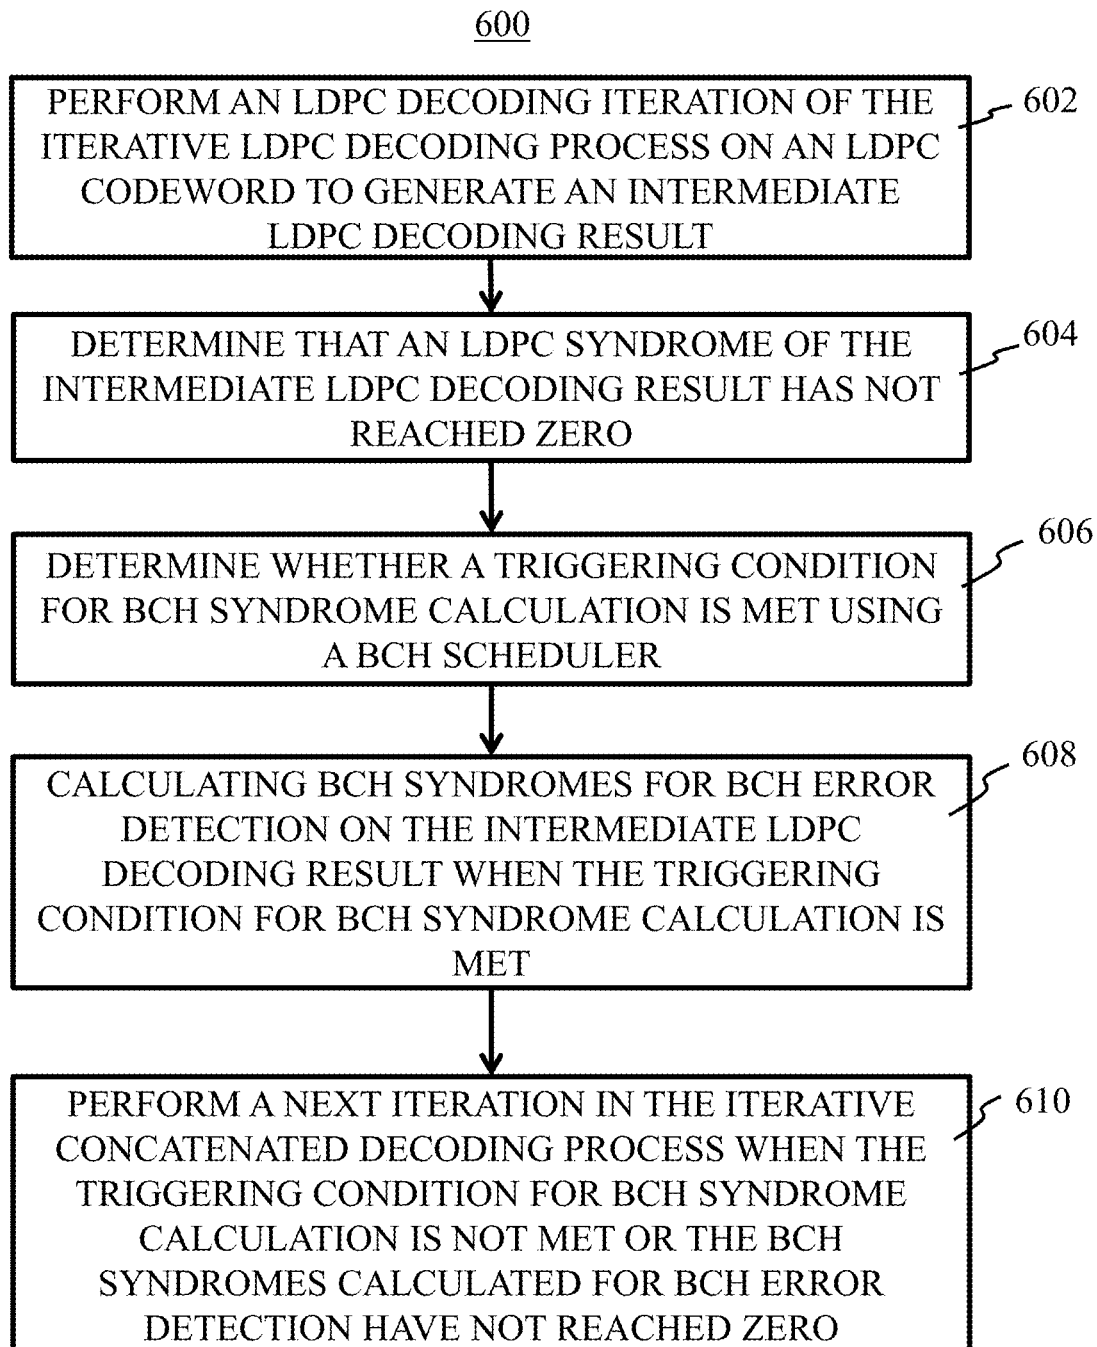 600
PERFORM AN LDPC DECODING ITERATION OF THE
ITERATIVE LDPC DECODING PROCESS ON AN LDPC
CODEWORD TO GENERATE AN INTERMEDIATE
LDPC DECODING RESULT
602
DETERMINE THAT AN LDPC SYNDROME OF THE
INTERMEDIATE LDPC DECODING RESULT HAS NOT
REACHED ZERO
604
DETERMINE WHETHER A TRIGGERING CONDITION
FOR BCH SYNDROME CALCULATION IS MET USING
A BCH SCHEDULER
606
CALCULATING BCH SYNDROMES FOR BCH ERROR
DETECTION ON THE INTERMEDIATE LDPC
DECODING RESULT WHEN THE TRIGGERING
CONDITION FOR BCH SYNDROME CALCULATION IS
MET
608
PERFORM A NEXT ITERATION IN THE ITERATIVE
CONCATENATED DECODING PROCESS WHEN THE
TRIGGERING CONDITION FOR BCH SYNDROME
CALCULATION IS NOT MET OR THE BCH
SYNDROMES CALCULATED FOR BCH ERROR
DETECTION HAVE NOT REACHED ZERO
610